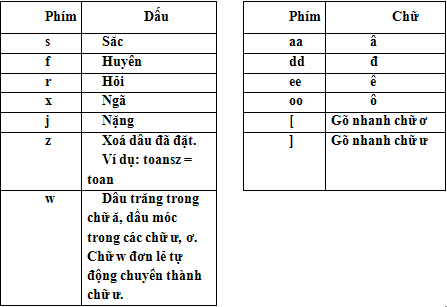 Phím Dấu
s Sắc
f Huyền
r Hỏi
x Ngã
j Nặng
z Xoá dấu đã đặt.
Ví dụ: toansz =
toan
w Dấu trăng trong
chữ ă, dấu móc
trong các chữ ư, ơ.
Chữ w đơn lẻ tự
động chuyển thành
chữ ư.
Phím Chữ
aa â
dd đ
ee ê
oo ô
[ Gõ nhanh chữ ơ
] Gõ nhanh chữ ư